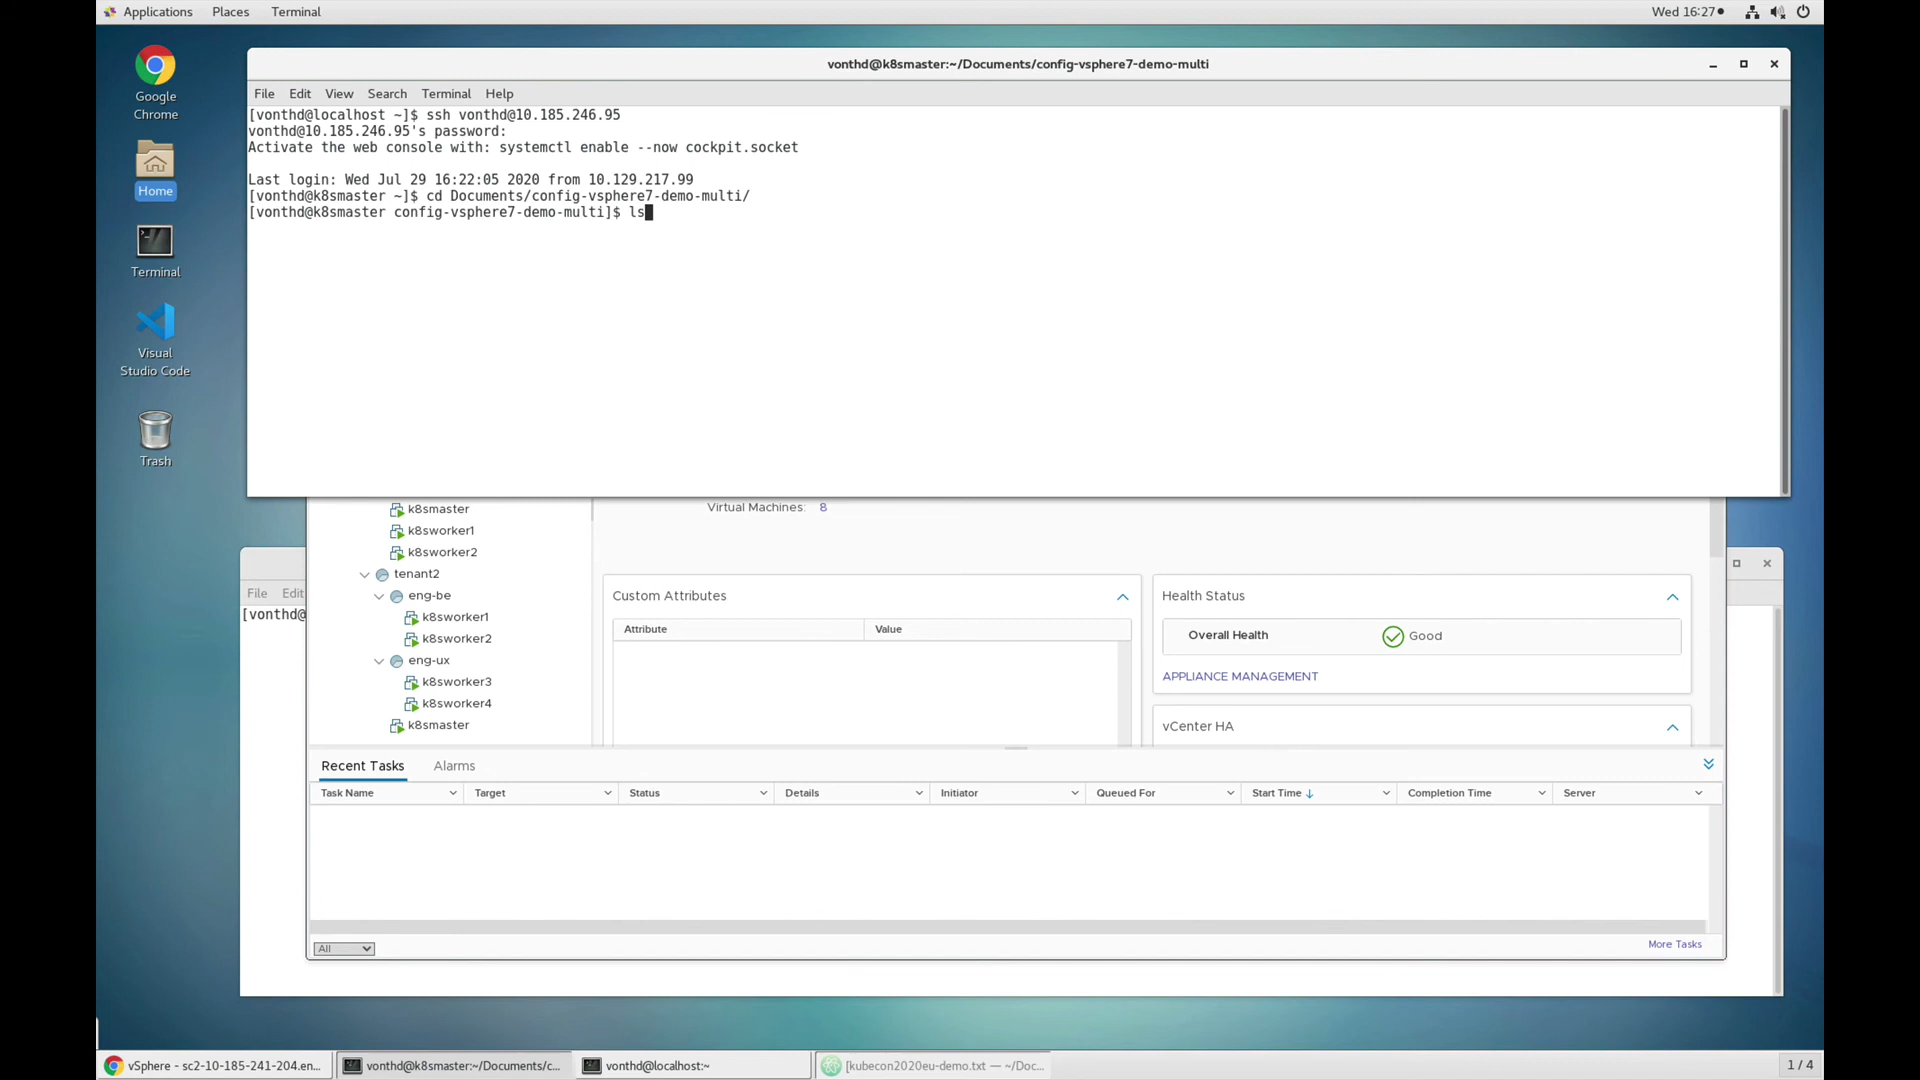 Applications Places Terminal
Wed 16:27
Google
Chrome
Home
Terminal
Visual
Studio Code
Trash
vonthd@k8smaster:~/Documents/config-vsphere7-demo-multi
File Edit View Search Terminal Help
[vonthd@localhost ~]$ ssh vonthd@10.185.246.95
vonthd@10.185.246.95's password:
Activate the web console with: systemctl enable --now cockpit.socket
Last login: Wed Jul 29 16:22:05 2020 from 10.129.217.99
[vonthd@k8smaster ~]$ cd Documents/config-vsphere7-demo-multi/
[vonthd@k8smaster config-vsphere7-demo-multi]$ ls
File Edit
[vonthd@
k8smaster
k8sworker1
k8sworker2
tenant2
eng-be
k8sworker1
k8sworker2
eng-ux
k8sworker3
k8sworker4
k8smaster
Virtual Machines: 8
Custom Attributes
Attribute Value
Health Status
Overall Health Good
APPLIANCE MANAGEMENT
vCenter HA
Recent Tasks Alarms
Task Name Target Status Details Initiator Queued For Start Time ↓ Completion Time Server
All
More Tasks
vSphere - sc2-10-185-241-204.en...
vonthd@k8smaster:~/Documents/c...
vonthd@localhost:~
[kubecon2020eu-demo.txt — ~/Doc...
1 / 4